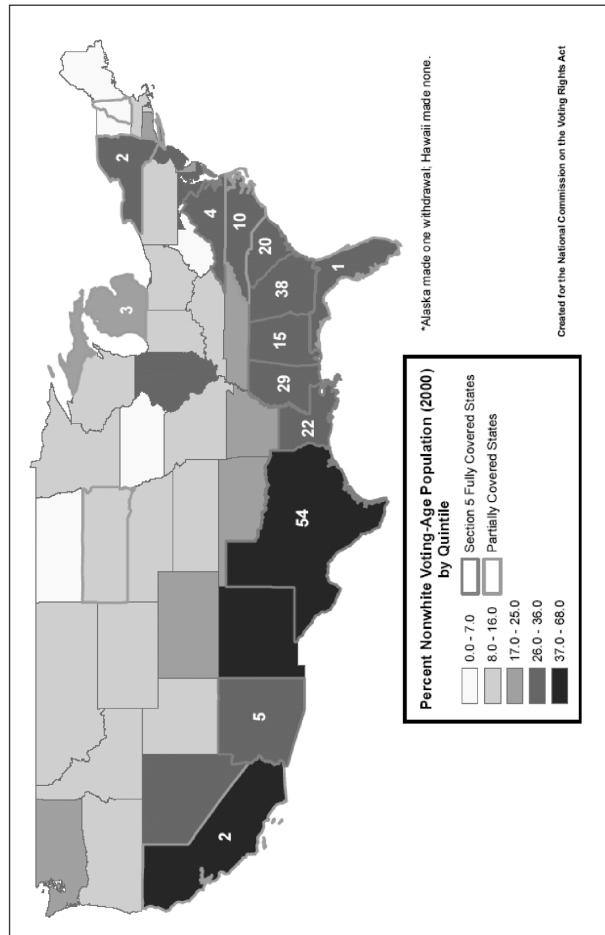 2
5
54
22
29
15
38
20
10
4
1
3
2
*Alaska made one withdrawal; Hawaii made none.
Percent Nonwhite Voting-Age Population (2000)
by Quintile
0.0 - 7.0
8.0 - 16.0
17.0 - 25.0
26.0 - 36.0
37.0 - 68.0
Section 5 Fully Covered States
Partially Covered States
Created for the National Commission on the Voting Rights Act